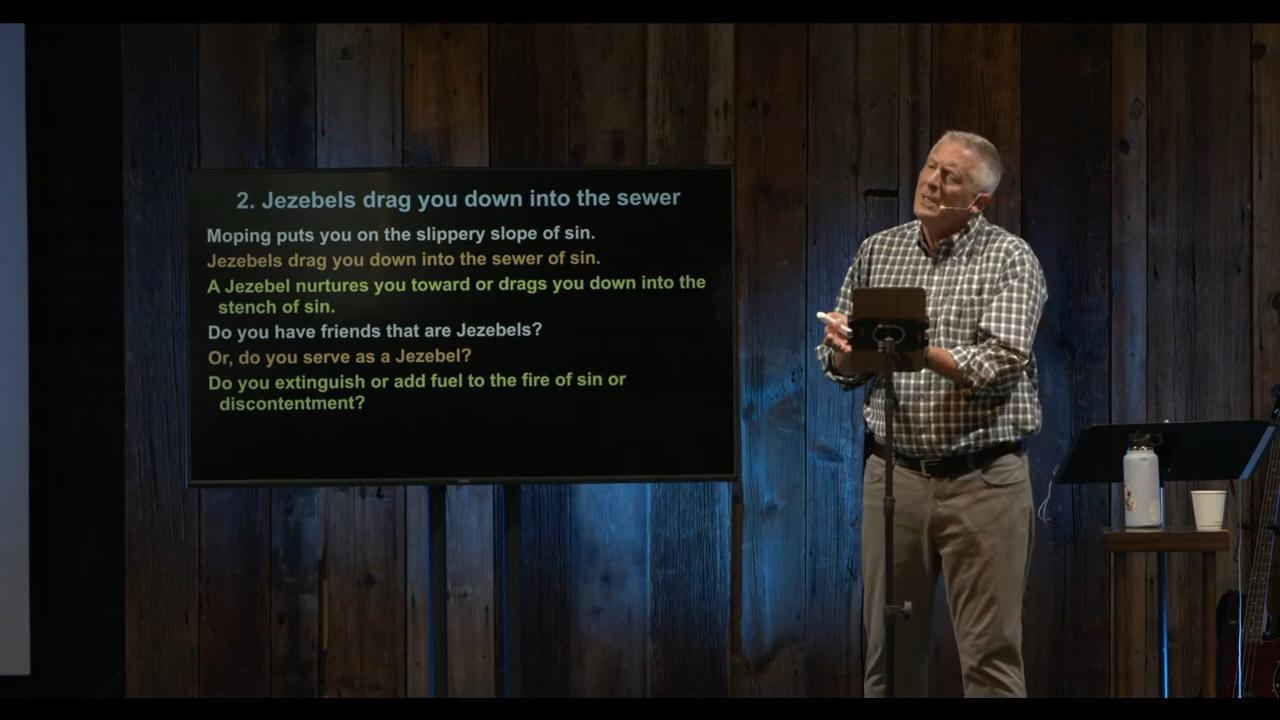 2. Jezebels drag you down into the sewer
Moping puts you on the slippery slope of sin.
Jezebels drag you down into the sewer of sin.
A Jezebel nurtures you toward or drags you down into the
stench of sin.
Do you have friends that are Jezebels?
Or, do you serve as a Jezebel?
Do you extinguish or add fuel to the fire of sin or
discontentment?